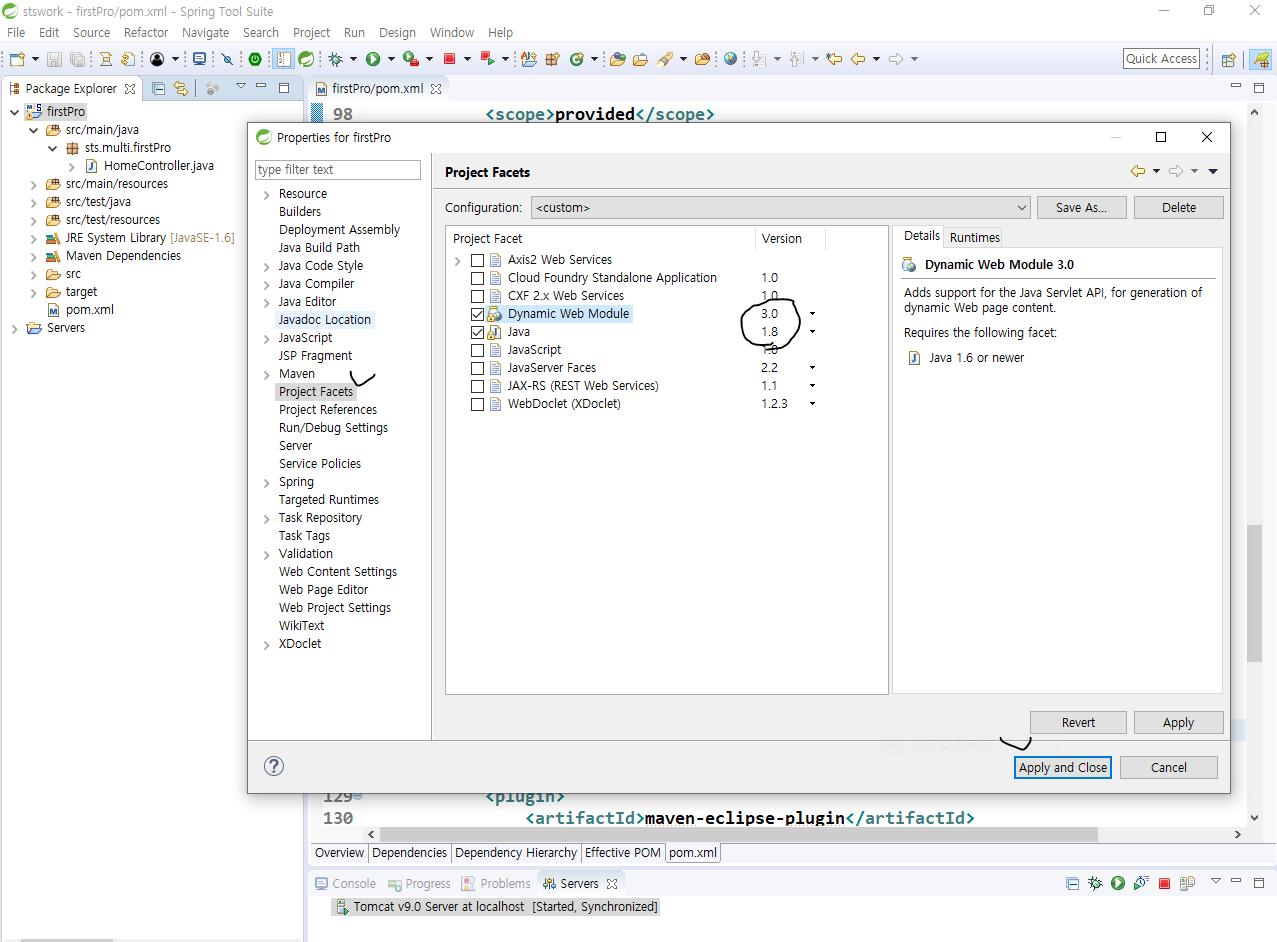 stswork - firstPro/pom.xml - Spring Tool Suite
File Edit Source Refactor Navigate Search Project Run Design Window Help
Quick Access
Package Explorer
firstPro/pom.xml
firstPro
src/main/java
sts.multi.firstPro
HomeController.java
src/main/resources
src/test/java
src/test/resources
JRE System Library [JavaSE-1.6]
Maven Dependencies
src
target
pom.xml
Servers
98 <scope>provided</scope>
Properties for firstPro
type filter text
Resource
Builders
Deployment Assembly
Java Build Path
Java Code Style
Java Compiler
Java Editor
Javadoc Location
JavaScript
JSP Fragment
Maven
Project Facets
Project References
Run/Debug Settings
Server
Service Policies
Spring
Targeted Runtimes
Task Repository
Task Tags
Validation
Web Content Settings
Web Page Editor
Web Project Settings
WikiText
XDoclet
Project Facets
Configuration: <custom> Save As... Delete
Project Facet Version
Axis2 Web Services
Cloud Foundry Standalone Application 1.0
CXF 2.x Web Services 1.0
Dynamic Web Module 3.0
Java 1.8
JavaScript 1.0
JavaServer Faces 2.2
JAX-RS (REST Web Services) 1.1
WebDoclet (XDoclet) 1.2.3
Details Runtimes
Dynamic Web Module 3.0
Adds support for the Java Servlet API, for generation of
dynamic Web page content.
Requires the following facet:
Java 1.6 or newer
Revert Apply
Apply and Close Cancel
129 <plugin>
130 <artifactId>maven-eclipse-plugin</artifactId>
Overview Dependencies Dependency Hierarchy Effective POM pom.xml
Console Progress Problems Servers
Tomcat v9.0 Server at localhost [Started, Synchronized]